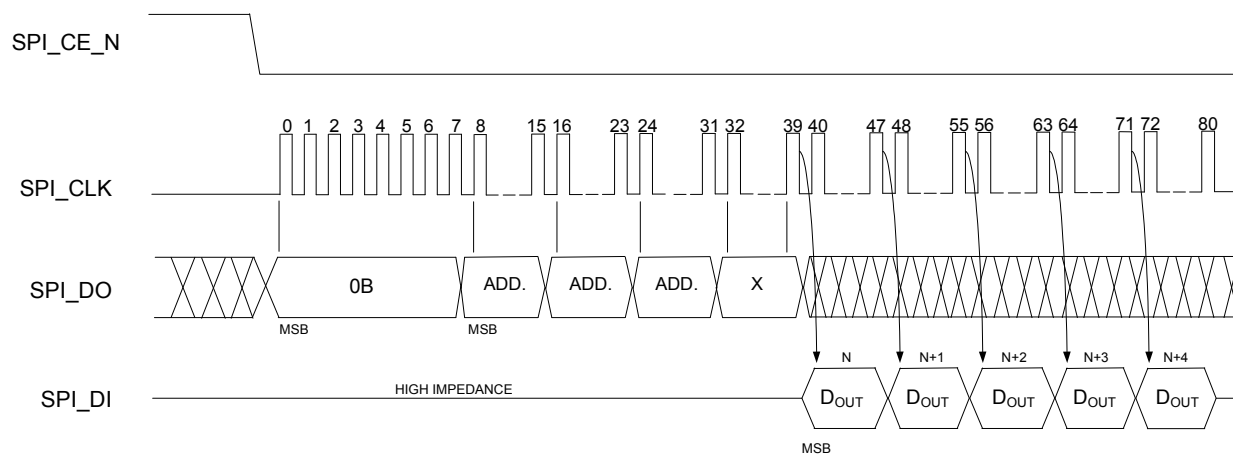 SPI_CE_N
0 1 2 3 4 5 6 7 8 15 16 23 24 31 32 39 40 47 48 55 56 63 64 71 72 80
SPI_CLK
SPI_DO
0B ADD. ADD. ADD. X
MSB MSB
N N+1 N+2 N+3 N+4
HIGH IMPEDANCE
SPI_DI
DOUT DOUT DOUT DOUT DOUT
MSB